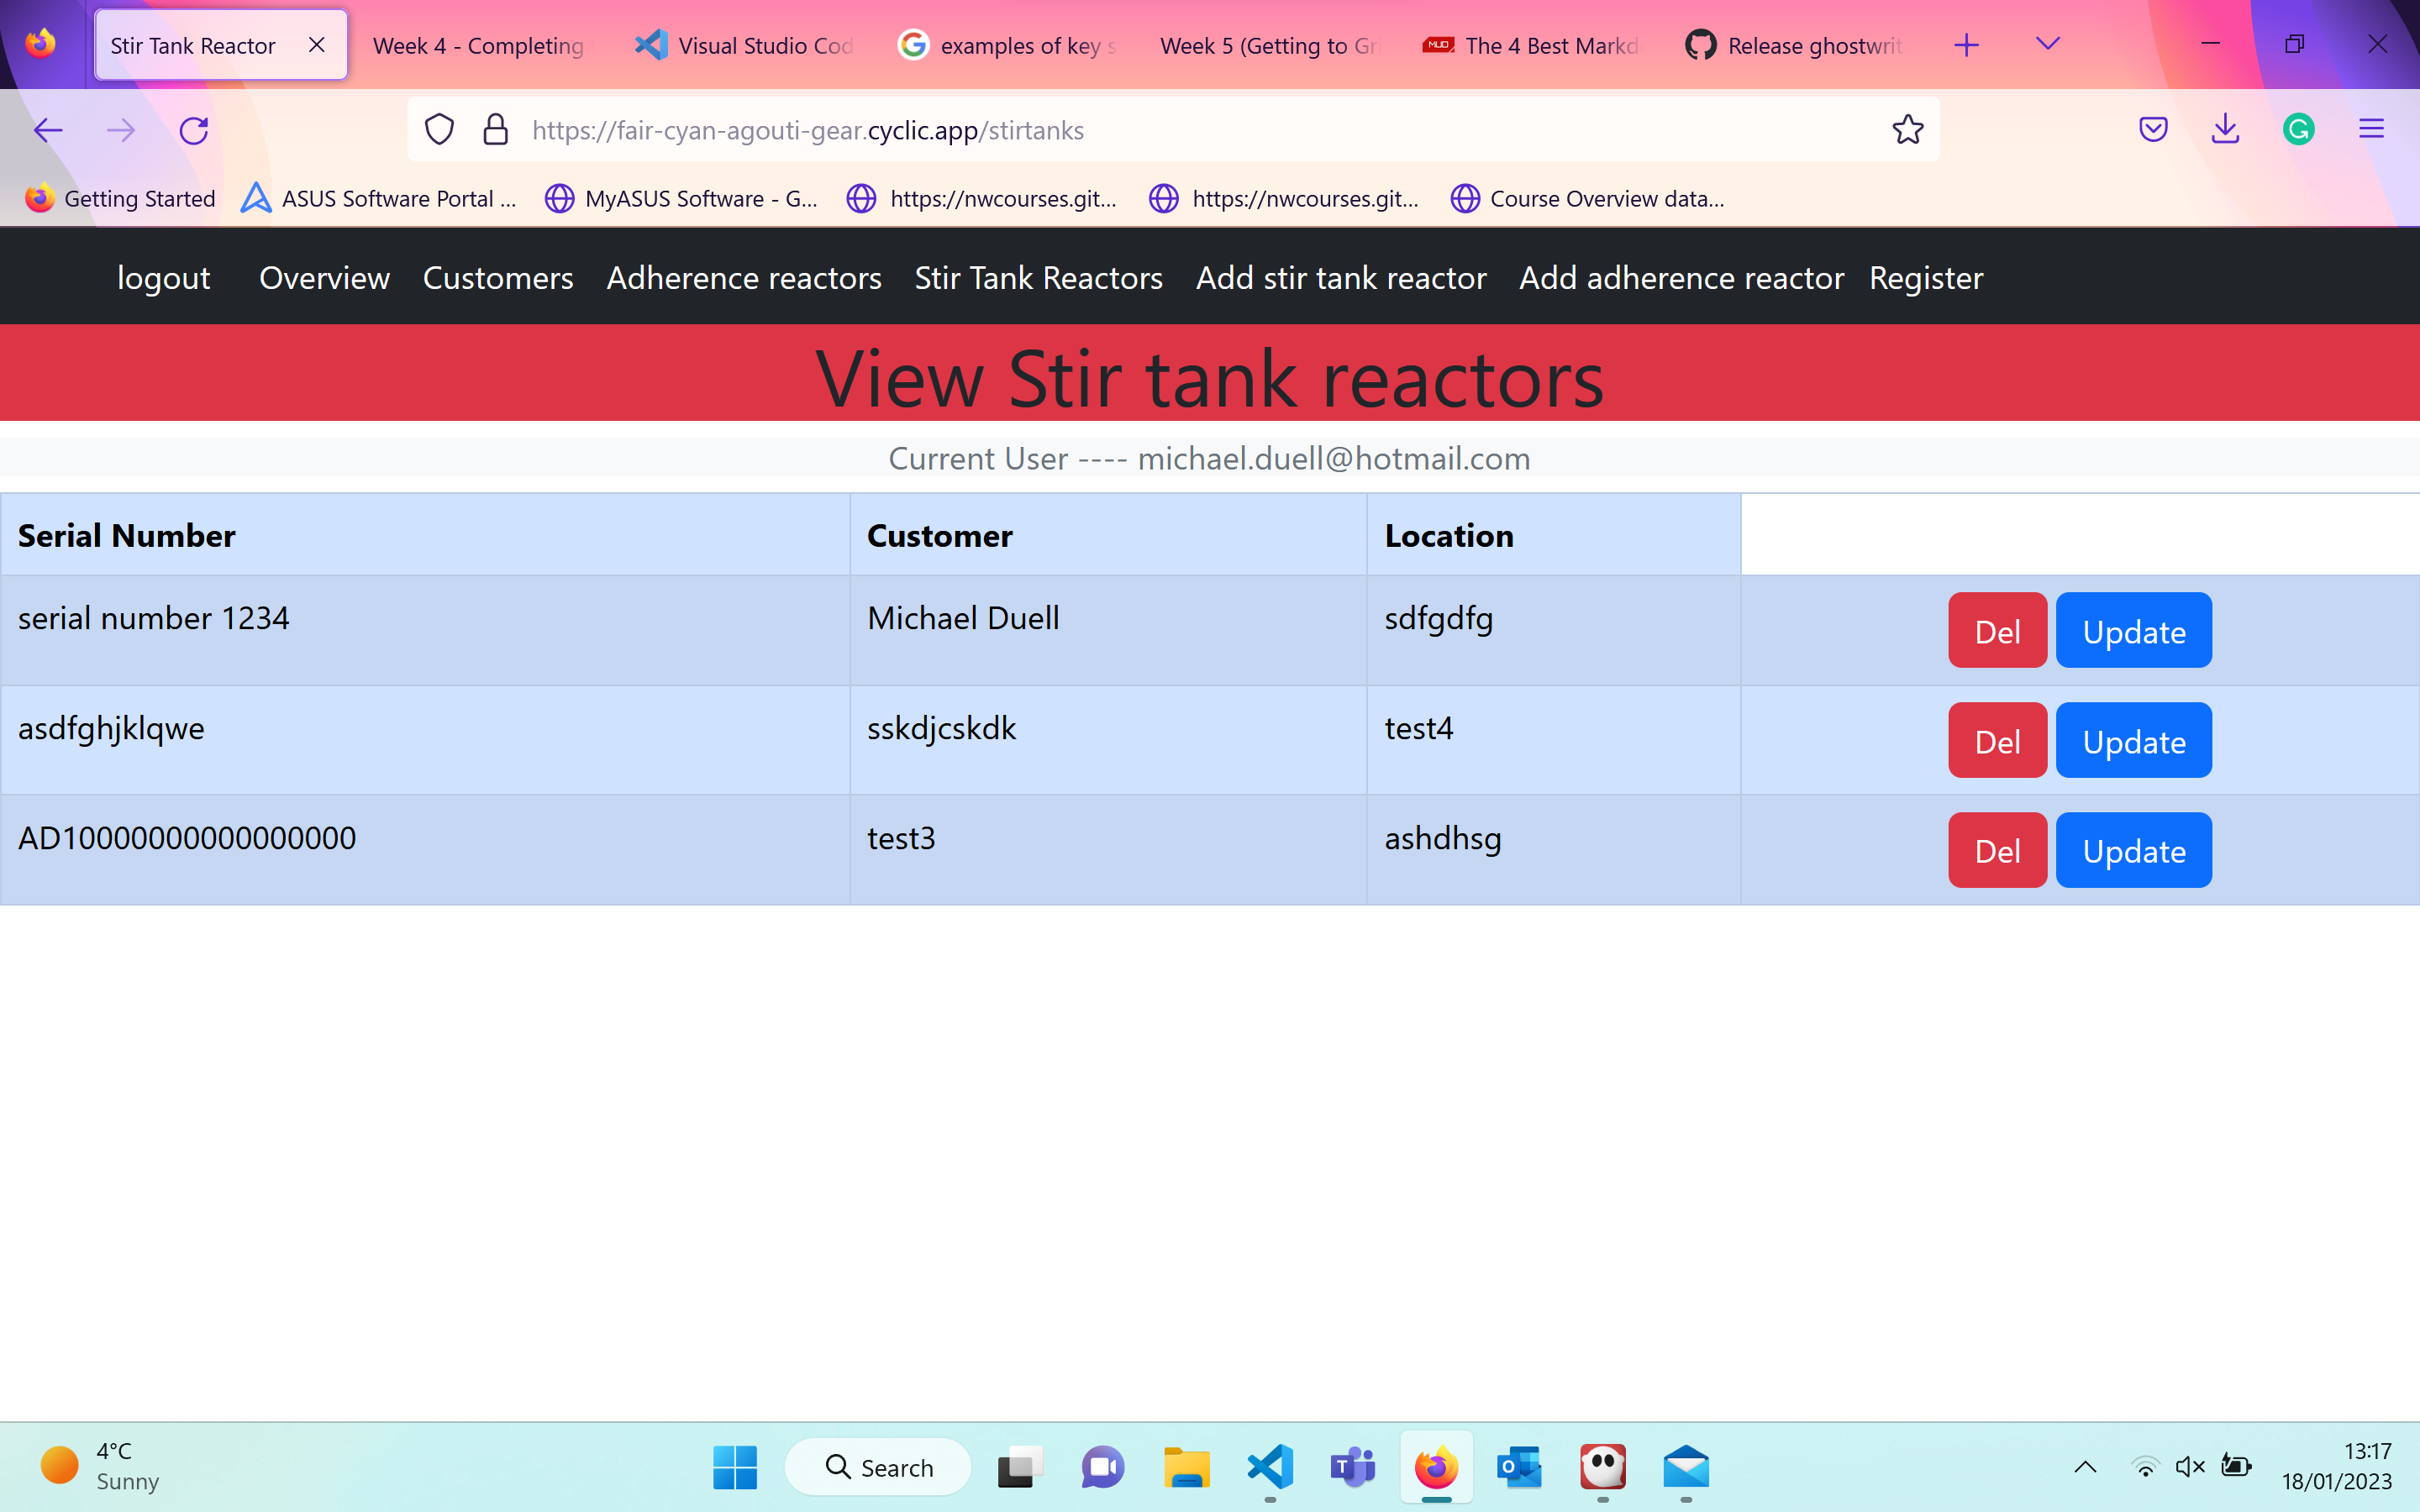 Stir Tank Reactor
Week 4 - Completing
Visual Studio Cod
examples of key s
Week 5 (Getting to Gri
The 4 Best Markd
Release ghostwrit
https://fair-cyan-agouti-gear.cyclic.app/stirtanks
Getting Started
ASUS Software Portal ...
MyASUS Software - G...
https://nwcourses.git...
https://nwcourses.git...
Course Overview data...
logout Overview Customers Adherence reactors Stir Tank Reactors Add stir tank reactor Add adherence reactor Register
View Stir tank reactors
Current User ---- michael.duell@hotmail.com
Serial Number Customer Location
serial number 1234 Michael Duell sdfgdfg Del Update
asdfghjklqwe sskdjcskdk test4 Del Update
AD10000000000000000 test3 ashdhsg Del Update
4°C
Sunny
Search
13:17
18/01/2023